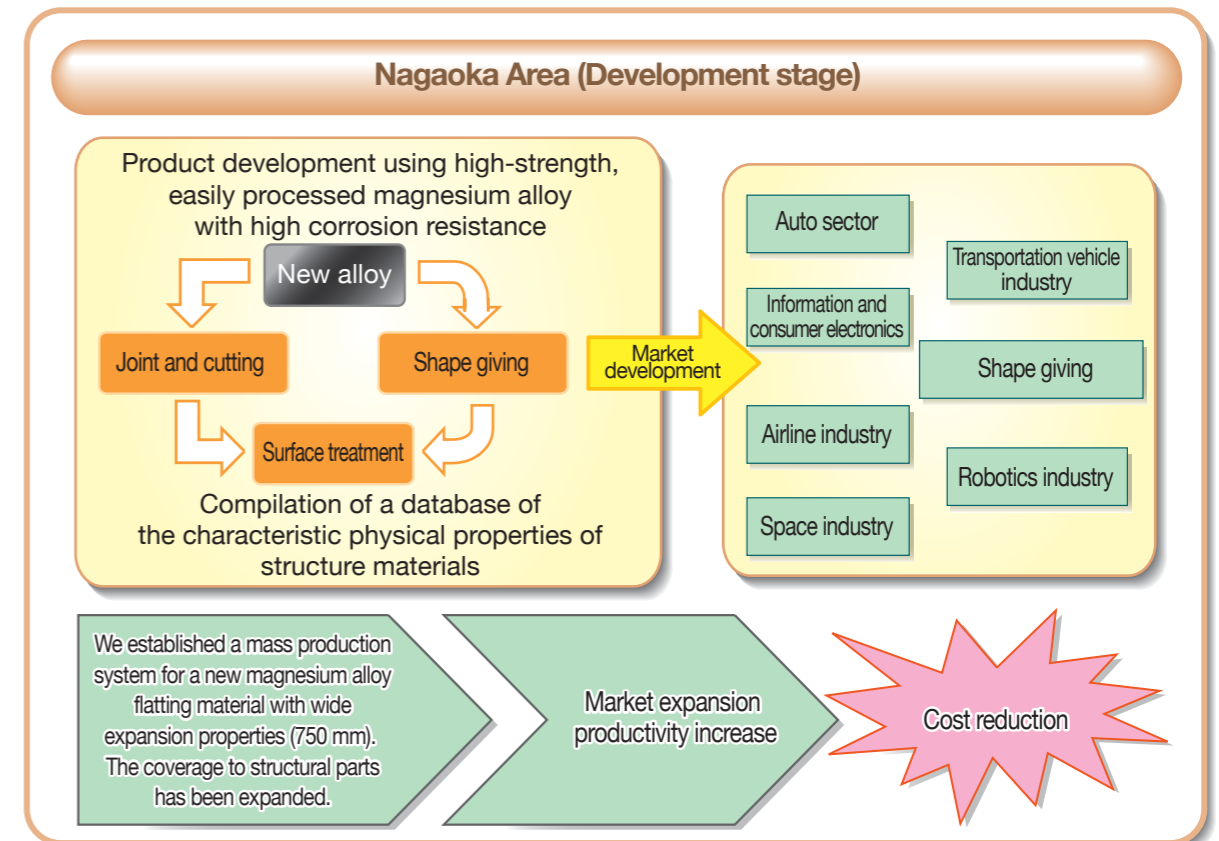 Nagaoka Area (Development stage)
Product development using high-strength,
easily processed magnesium alloy
with high corrosion resistance
New alloy
Joint and cutting
Shape giving
Surface treatment
Compilation of a database of
the characteristic physical properties of
structure materials
Market
development
Auto sector
Transportation vehicle
industry
Information and
consumer electronics
Shape giving
Airline industry
Robotics industry
Space industry
We established a mass production
system for a new magnesium alloy
flatting material with wide
expansion properties (750 mm).
The coverage to structural parts
has been expanded.
Market expansion
productivity increase
Cost reduction